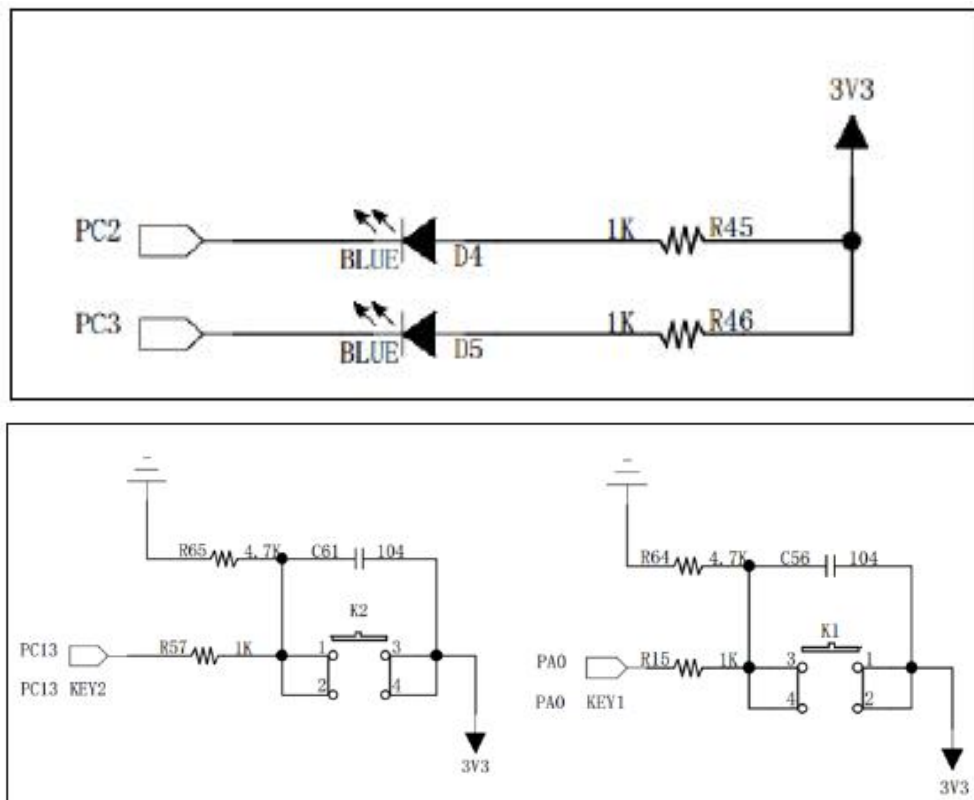 3V3
PC2 BLUE D4 1K R45
PC3 BLUE D5 1K R46
R65 4.7K C61 104
K2
PC13 R57 1K 1 3
PC13 KEY2 2 4
3V3
R64 4.7K C56 104
K1
PA0 R15 1K 3 1
PA0 KEY1 4 2
3V3